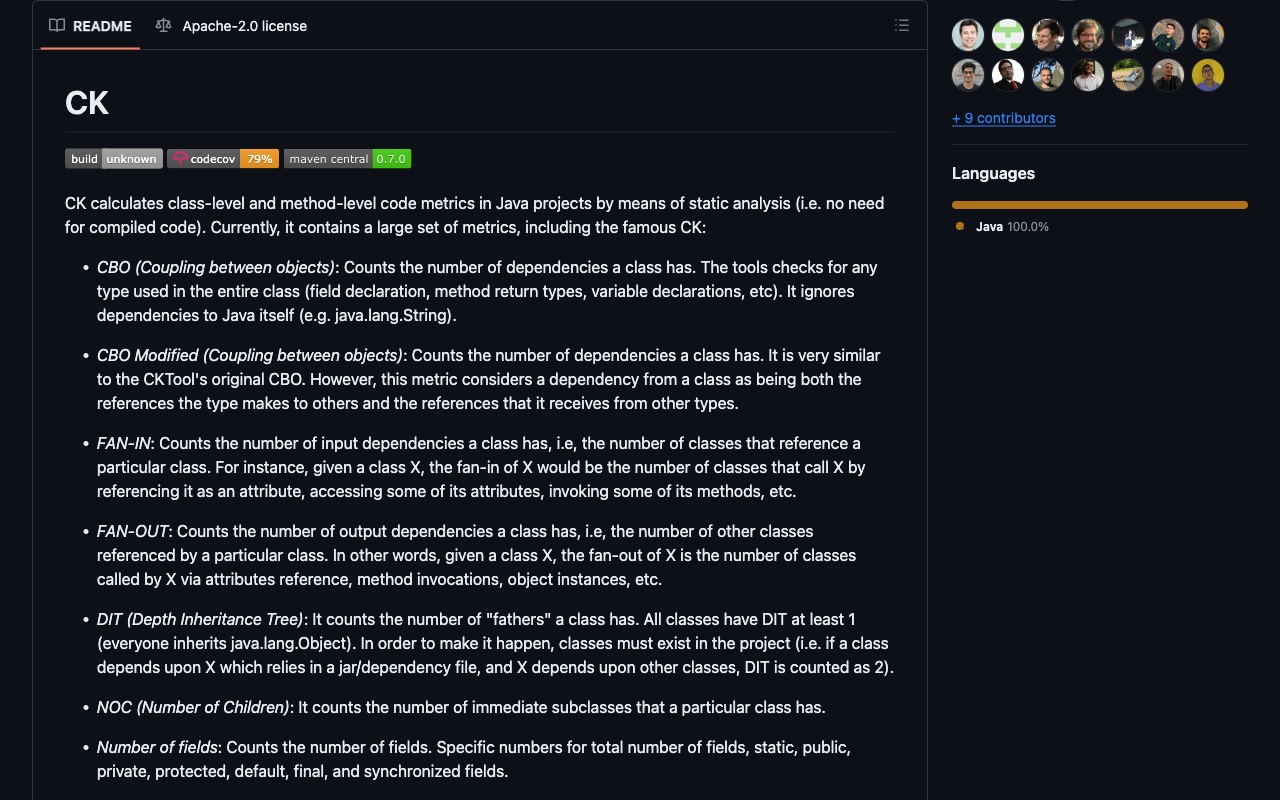 README
Apache-2.0 license
CK
build unknown
codecov 79%
maven central 0.7.0
CK calculates class-level and method-level code metrics in Java projects by means of static analysis (i.e. no need
for compiled code). Currently, it contains a large set of metrics, including the famous CK:
• CBO (Coupling between objects): Counts the number of dependencies a class has. The tools checks for any
type used in the entire class (field declaration, method return types, variable declarations, etc). It ignores
dependencies to Java itself (e.g. java.lang.String).
• CBO Modified (Coupling between objects): Counts the number of dependencies a class has. It is very similar
to the CKTool's original CBO. However, this metric considers a dependency from a class as being both the
references the type makes to others and the references that it receives from other types.
• FAN-IN: Counts the number of input dependencies a class has, i.e, the number of classes that reference a
particular class. For instance, given a class X, the fan-in of X would be the number of classes that call X by
referencing it as an attribute, accessing some of its attributes, invoking some of its methods, etc.
• FAN-OUT: Counts the number of output dependencies a class has, i.e, the number of other classes
referenced by a particular class. In other words, given a class X, the fan-out of X is the number of classes
called by X via attributes reference, method invocations, object instances, etc.
• DIT (Depth Inheritance Tree): It counts the number of "fathers" a class has. All classes have DIT at least 1
(everyone inherits java.lang.Object). In order to make it happen, classes must exist in the project (i.e. if a class
depends upon X which relies in a jar/dependency file, and X depends upon other classes, DIT is counted as 2).
• NOC (Number of Children): It counts the number of immediate subclasses that a particular class has.
• Number of fields: Counts the number of fields. Specific numbers for total number of fields, static, public,
private, protected, default, final, and synchronized fields.
+ 9 contributors
Languages
Java 100.0%